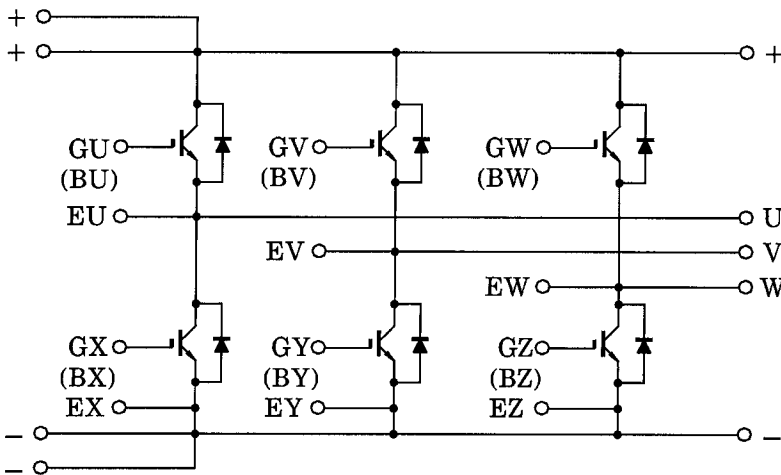 +
+ +
GU GV GW
(BU) (BV) (BW)
EU U
EV V
EW W
GX GY GZ
(BX) (BY) (BZ)
EX EY EZ
− −
−